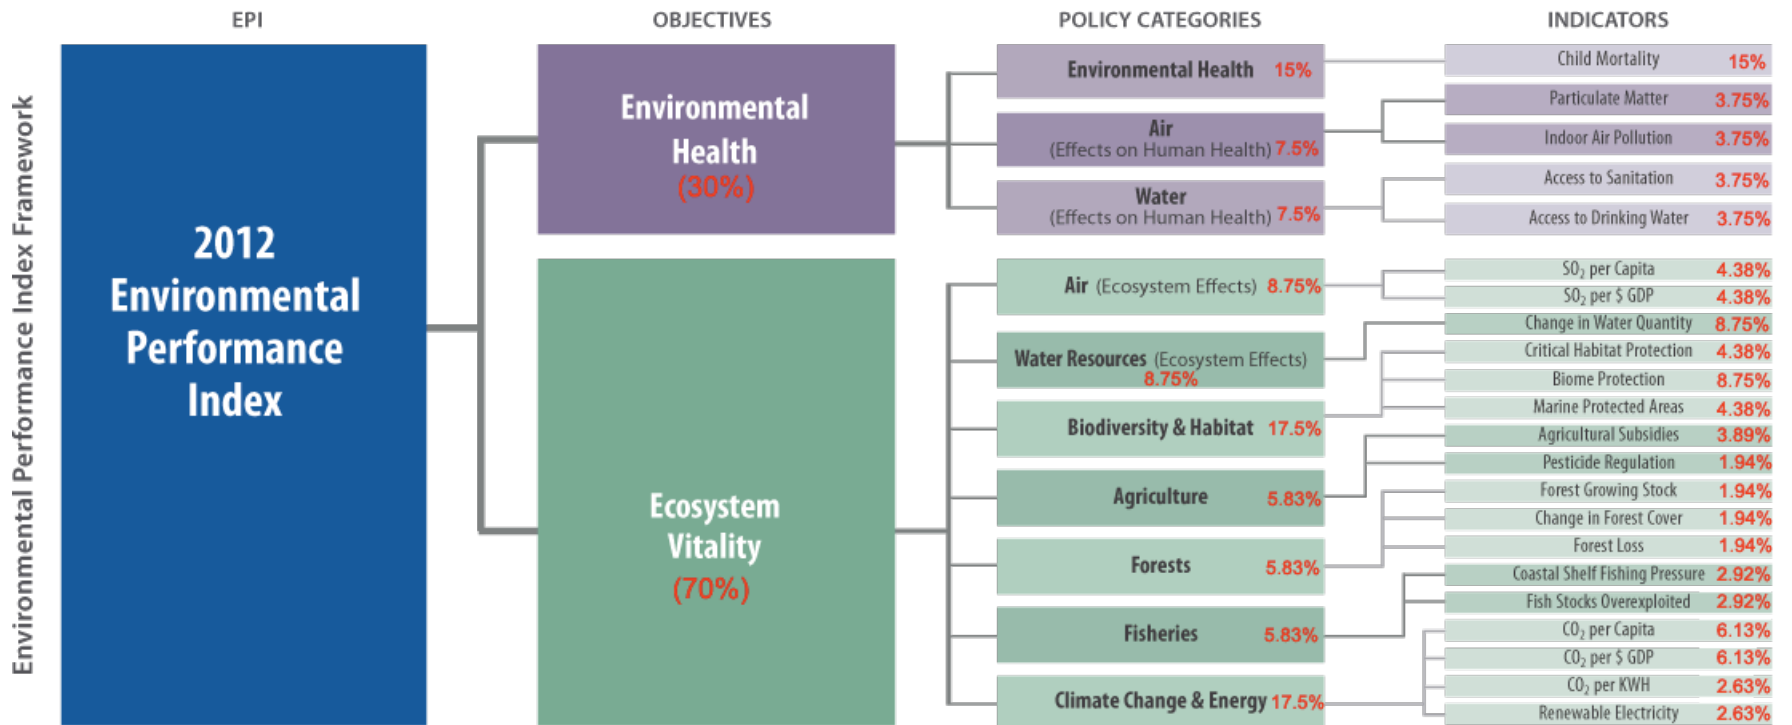 EPI
OBJECTIVES
POLICY CATEGORIES
INDICATORS
Environmental Performance Index Framework
2012
Environmental
Performance
Index
Environmental
Health
(30%)
Ecosystem
Vitality
(70%)
Environmental Health 15%
Air
(Effects on Human Health) 7.5%
Water
(Effects on Human Health) 7.5%
Air (Ecosystem Effects) 8.75%
Water Resources (Ecosystem Effects)
8.75%
Biodiversity & Habitat 17.5%
Agriculture 5.83%
Forests 5.83%
Fisheries 5.83%
Climate Change & Energy 17.5%
Child Mortality 15%
Particulate Matter 3.75%
Indoor Air Pollution 3.75%
Access to Sanitation 3.75%
Access to Drinking Water 3.75%
SO₂ per Capita 4.38%
SO₂ per $ GDP 4.38%
Change in Water Quantity 8.75%
Critical Habitat Protection 4.38%
Biome Protection 8.75%
Marine Protected Areas 4.38%
Agricultural Subsidies 3.89%
Pesticide Regulation 1.94%
Forest Growing Stock 1.94%
Change in Forest Cover 1.94%
Forest Loss 1.94%
Coastal Shelf Fishing Pressure 2.92%
Fish Stocks Overexploited 2.92%
CO₂ per Capita 6.13%
CO₂ per $ GDP 6.13%
CO₂ per KWH 2.63%
Renewable Electricity 2.63%